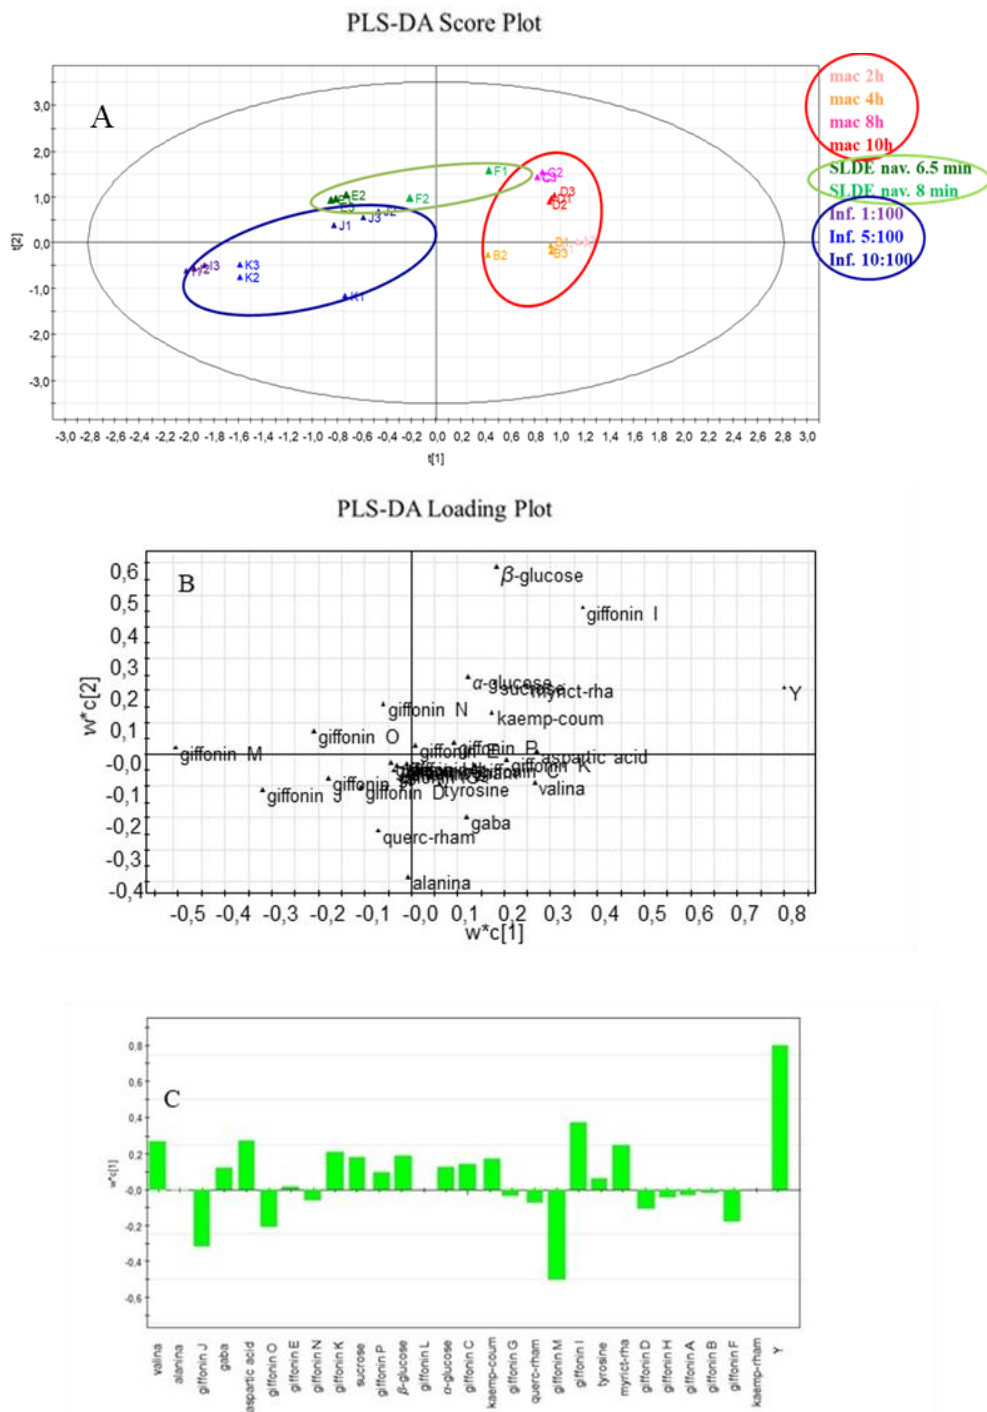 PLS-DA Score Plot
A
3,0
2,0
1,0
0,0
-1,0
-2,0
-3,0
t[2]
F1
G2
E2
F2
D3
D2
J2
J3
J1
B1
B2
B3
I3
K3
K2
K1
-3,0 -2,8 -2,6 -2,4 -2,2 -2,0 -1,8 -1,6 -1,4 -1,2 -1,0 -0,8 -0,6 -0,4 -0,2 0,0 0,2 0,4 0,6 0,8 1,0 1,2 1,4 1,6 1,8 2,0 2,2 2,4 2,6 2,8 3,0
t[1]
mac 2h
mac 4h
mac 8h
mac 10h
SLDE nav. 6.5 min
SLDE nav. 8 min
Inf. 1:100
Inf. 5:100
Inf. 10:100
PLS-DA Loading Plot
B
0,6
0,5
0,4
0,3
0,2
0,1
-0,0
-0,1
-0,2
-0,3
-0,4
w*c[2]
β-glucose
giffonin I
α-glucose
sucrose
myrict-rha
Y
giffonin N
kaemp-coum
giffonin O
giffonin P
giffonin M
giffonin E
aspartic acid
giffonin K
giffonin C
giffonin J
giffonin D
tyrosine
valina
gaba
querc-rham
alanina
-0,5 -0,4 -0,3 -0,2 -0,1 -0,0 0,1 0,2 0,3 0,4 0,5 0,6 0,7 0,8
w*c[1]
C
0,8
0,6
0,4
0,2
-0,0
-0,2
-0,4
-0,6
w*c[1]
valina
alanina
giffonin J
gaba
aspartic acid
giffonin O
giffonin E
giffonin N
giffonin K
sucrose
giffonin P
β-glucose
giffonin L
α-glucose
giffonin C
kaemp-coum
giffonin G
querc-rham
giffonin M
giffonin I
tyrosine
myrict-rha
giffonin D
giffonin H
giffonin A
giffonin B
giffonin F
kaemp-rham
Y